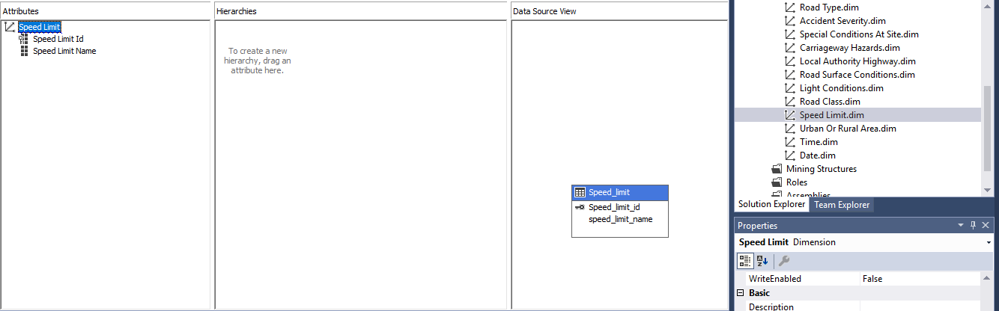 Attributes
Speed Limit
Speed Limit Id
Speed Limit Name
Hierarchies
To create a new
hierarchy, drag an
attribute here.
Data Source View
Speed_limit
Speed_limit_id
speed_limit_name
Road Type.dim
Accident Severity.dim
Special Conditions At Site.dim
Carriageway Hazards.dim
Local Authority Highway.dim
Road Surface Conditions.dim
Light Conditions.dim
Road Class.dim
Speed Limit.dim
Urban Or Rural Area.dim
Time.dim
Date.dim
Mining Structures
Roles
Assemblies
Solution Explorer Team Explorer
Properties
Speed Limit Dimension
WriteEnabled False
Basic
Description